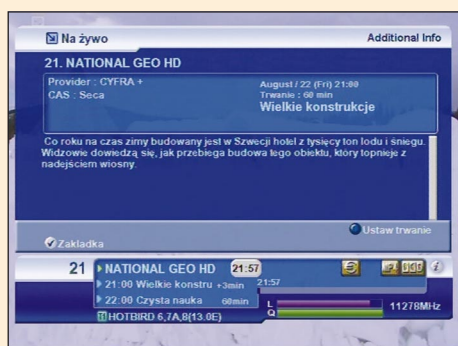 Na żywo
Additional Info
21. NATIONAL GEO HD
Provider : CYFRA +
CAS : Seca
August / 22 (Fri) 21:00
Trwanie : 60 min
Wielkie konstrukcje
Co roku na czas zimy budowany jest w Szwecji hotel z tysięcy ton lodu i śniegu.
Widzowie dowiedzą się, jak przebiega budowa tego obiektu, który topnieje z
nadejściem wiosny.
Ustaw trwanie
Zakładka
21 NATIONAL GEO HD 21:57
21:00 Wielkie konstru +3min 21:57
22:00 Czysta nauka 60min
L
Q
11278MHz
HOTBIRD 6,7A,8(13.0E)